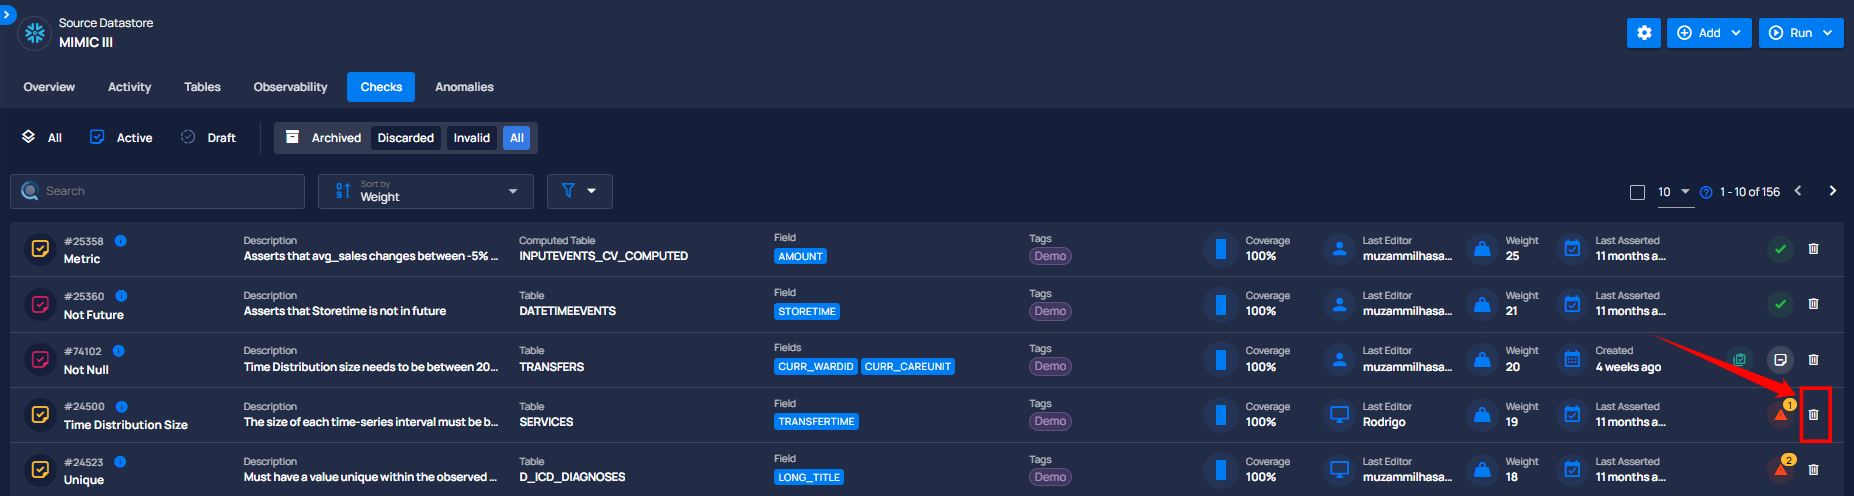 Source Datastore
MIMIC III
Add
Run
Overview Activity Tables Observability Checks Anomalies
All Active Draft Archived Discarded Invalid All
Search
Sort by
Weight
10 1 - 10 of 156
#25358
Metric
Description
Asserts that avg_sales changes between -5% ...
Computed Table
INPUTEVENTS_CV_COMPUTED
Field
AMOUNT
Tags
Demo
Coverage
100%
Last Editor
muzammilhasa...
Weight
25
Last Asserted
11 months a...
#25360
Not Future
Description
Asserts that Storetime is not in future
Table
DATETIMEEVENTS
Field
STORETIME
Tags
Demo
Coverage
100%
Last Editor
muzammilhasa...
Weight
21
Last Asserted
11 months a...
#74102
Not Null
Description
Time Distribution size needs to be between 20...
Table
TRANSFERS
Fields
CURR_WARDID CURR_CAREUNIT
Tags
Demo
Coverage
100%
Last Editor
muzammilhasa...
Weight
20
Created
4 weeks ago
#24500
Time Distribution Size
Description
The size of each time-series interval must be b...
Table
SERVICES
Field
TRANSFERTIME
Tags
Demo
Coverage
100%
Last Editor
Rodrigo
Weight
19
Last Asserted
11 months a...
1
#24523
Unique
Description
Must have a value unique within the observed ...
Table
D_ICD_DIAGNOSES
Field
LONG_TITLE
Tags
Demo
Coverage
100%
Last Editor
muzammilhasa...
Weight
18
Last Asserted
11 months a...
2